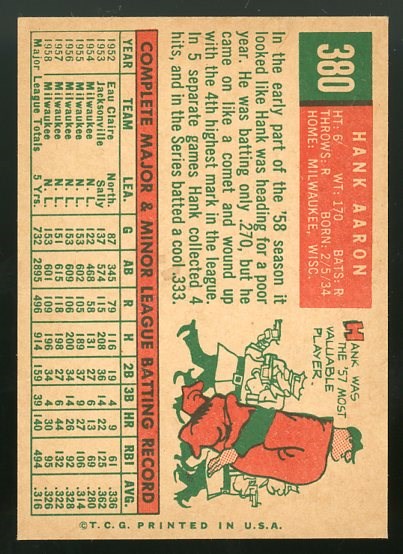 380
HANK AARON
HT: 6' WT: 170 BATS: R
THROWS: R BORN: 2/5/34
HOME: MILWAUKEE, WISC.
In the early part of the '58 season it
looked like Hank was heading for a poor
year. He was batting only .270, but he
came on like a comet and wound up
with the 4th highest mark in the league.
In 5 separate games Hank collected 4
hits, and in the Series batted a cool .333.
HANK WAS
THE '57 MOST
VALUABLE
PLAYER.
COMPLETE MAJOR & MINOR LEAGUE BATTING RECORD
YEAR TEAM LEA. G AB R H 2B 3B HR RBI AVG.
1952 Eau Claire North. 87 345 79 116 19 4 9 61 .336
1953 Jacksonville Sally 137 574 115 208 36 14 22 125 .362
1954 Milwaukee N. L. 122 468 58 131 27 6 13 69 .280
1955 Milwaukee N. L. 153 602 105 189 37 9 27 106 .314
1956 Milwaukee N. L. 153 609 106 200 34 14 26 92 .328
1957 Milwaukee N. L. 151 615 118 198 27 6 44 132 .322
1958 Milwaukee N. L. 153 601 109 196 34 4 30 95 .326
Major League Totals 5 Yrs. 732 2895 496 914 159 39 140 494 .316
© T.C.G. PRINTED IN U.S.A.